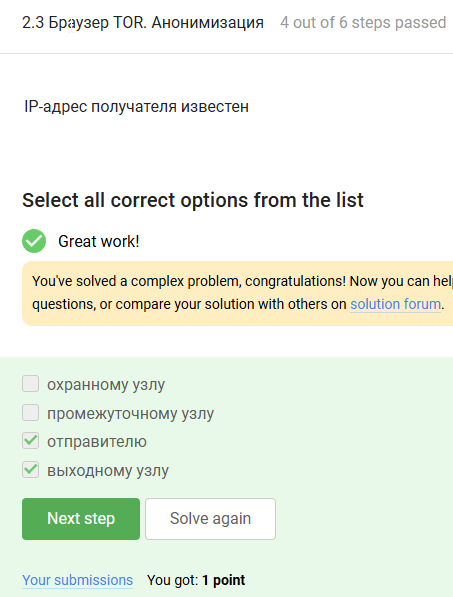 2.3 Браузер TOR. Анонимизация 4 out of 6 steps passed
IP-адрес получателя известен
Select all correct options from the list
Great work!
You've solved a complex problem, congratulations! Now you can help
questions, or compare your solution with others on solution forum.
охранному узлу
промежуточному узлу
отправителю
выходному узлу
Next step Solve again
Your submissions You got: 1 point